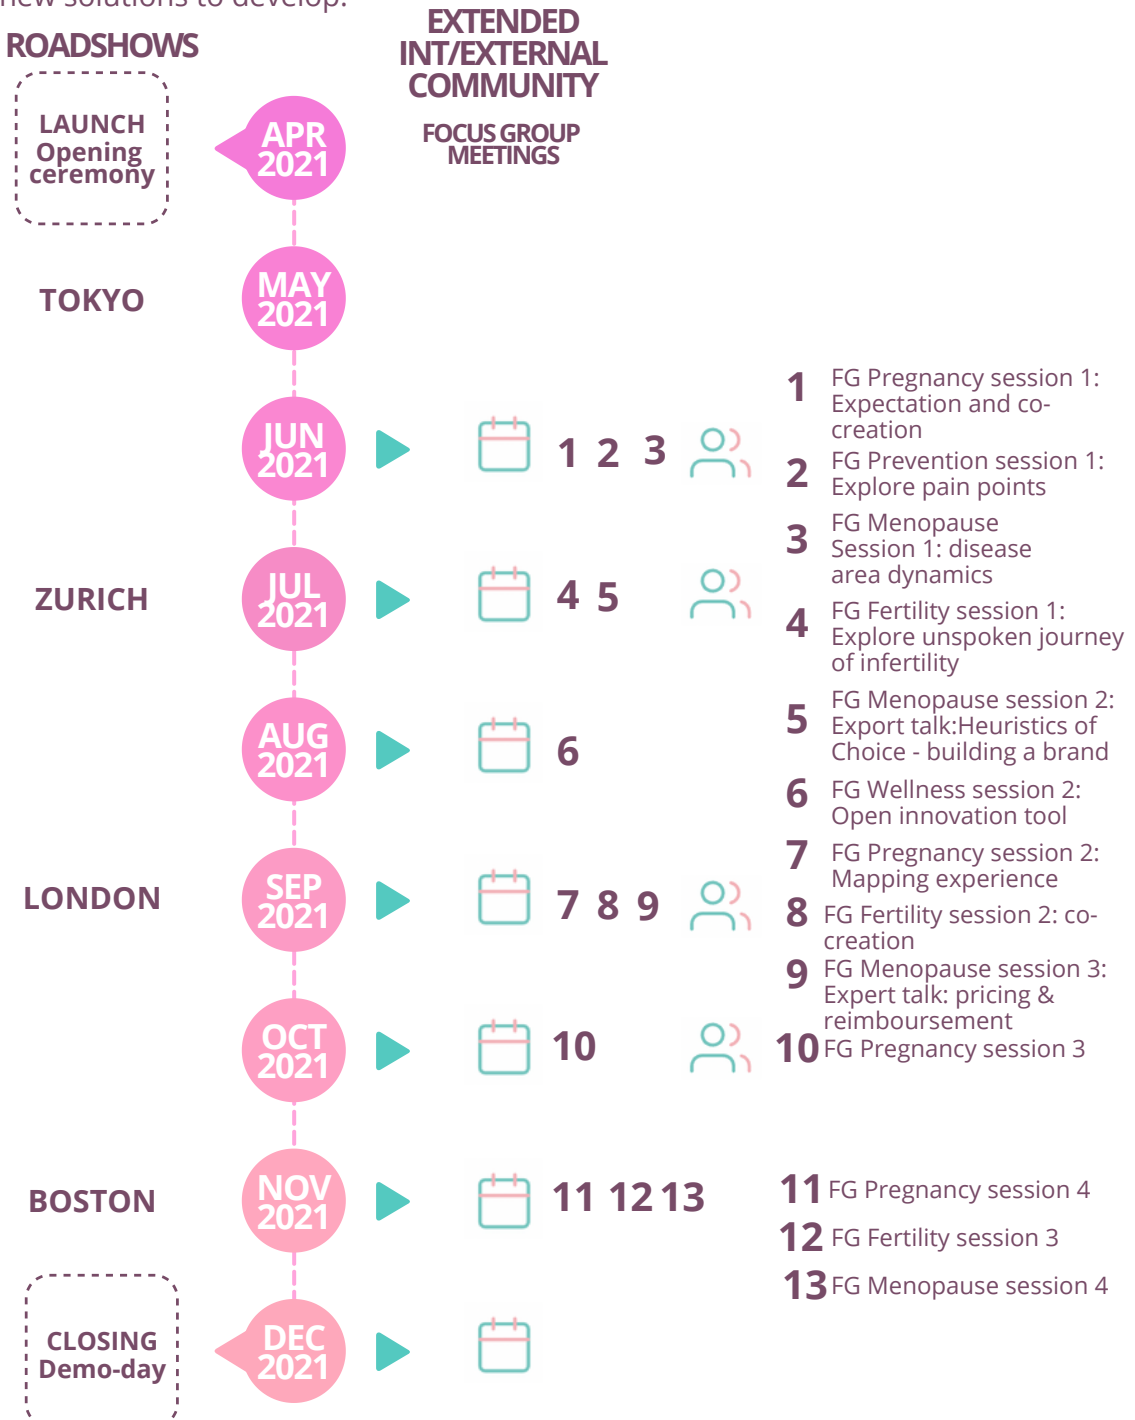 new solutions to develop.
ROADSHOWS
EXTENDED
INT/EXTERNAL
COMMUNITY
FOCUS GROUP
MEETINGS
LAUNCH
Opening
ceremony
APR
2021
TOKYO
MAY
2021
JUN
2021
1 2 3
1 FG Pregnancy session 1:
Expectation and co-
creation
2 FG Prevention session 1:
Explore pain points
3 FG Menopause
Session 1: disease
area dynamics
ZURICH
JUL
2021
4 5
4 FG Fertility session 1:
Explore unspoken journey
of infertility
5 FG Menopause session 2:
Export talk:Heuristics of
Choice - building a brand
AUG
2021
6
6 FG Wellness session 2:
Open innovation tool
LONDON
SEP
2021
7 8 9
7 FG Pregnancy session 2:
Mapping experience
8 FG Fertility session 2: co-
creation
9 FG Menopause session 3:
Expert talk: pricing &
reimboursement
OCT
2021
10
10 FG Pregnancy session 3
BOSTON
NOV
2021
11 12 13
11 FG Pregnancy session 4
12 FG Fertility session 3
13 FG Menopause session 4
CLOSING
Demo-day
DEC
2021